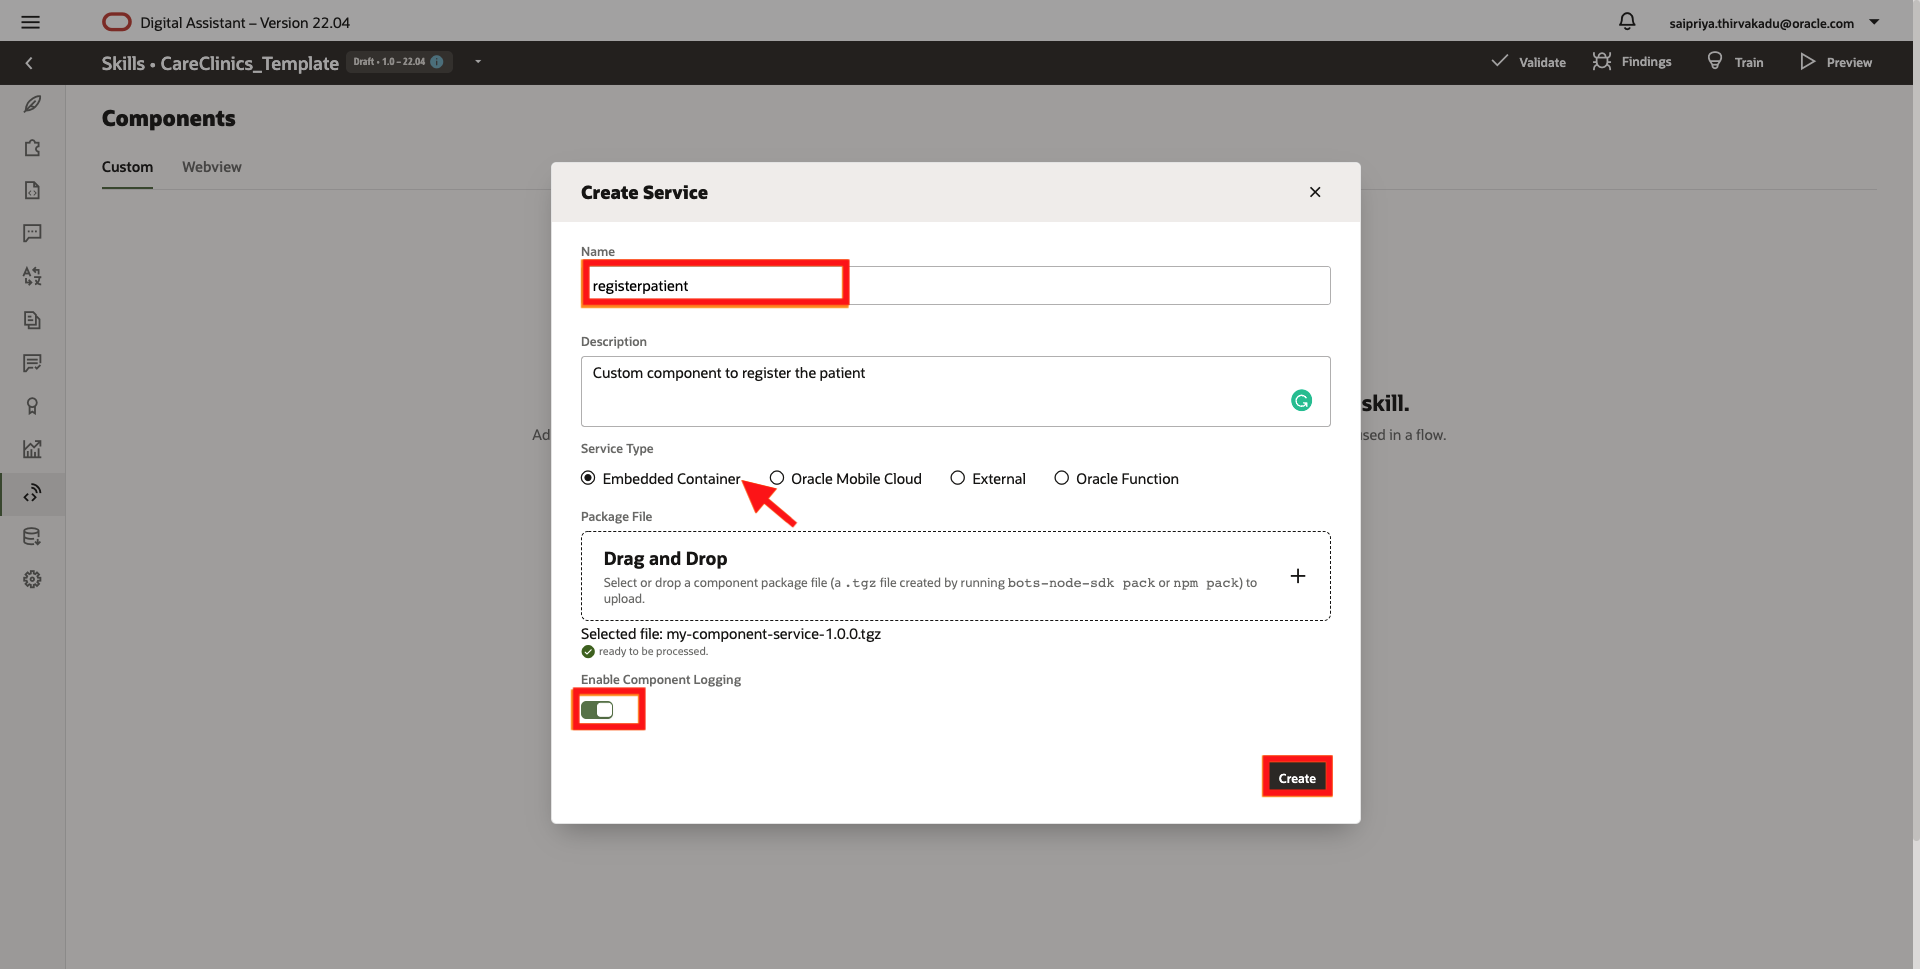 Digital Assistant – Version 22.04
saipriya.thirvakadu@oracle.com
Skills • CareClinics_Template
Draft • 1.0 – 22.04
Validate
Findings
Train
Preview
Components
Custom
Webview
Create Service
Name
registerpatient
Description
Custom component to register the patient
skill.
Ad
sed in a flow.
Service Type
Embedded Container
Oracle Mobile Cloud
External
Oracle Function
Package File
Drag and Drop
Select or drop a component package file (a .tgz file created by running bots-node-sdk pack or npm pack) to
upload.
Selected file: my-component-service-1.0.0.tgz
ready to be processed.
Enable Component Logging
Create